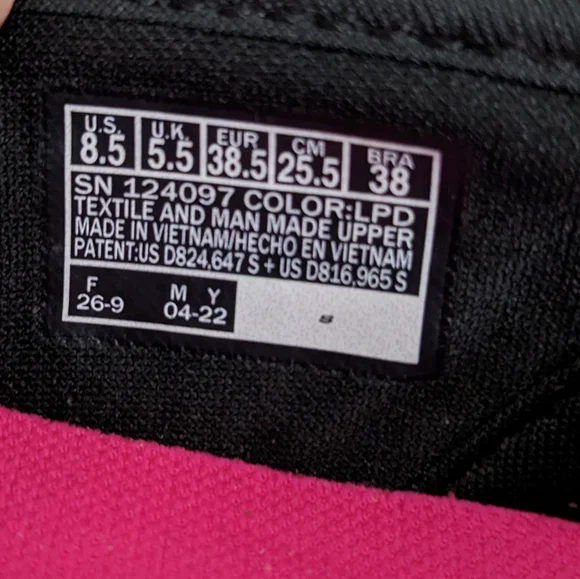 U.S. U.K. EUR CM BRA
8.5 5.5 38.5 25.5 38
SN 124097 COLOR:LPD
TEXTILE AND MAN MADE UPPER
MADE IN VIETNAM/HECHO EN VIETNAM
PATENT:US D824,647 S + US D816,965 S
F M Y
26-9 04-22
S